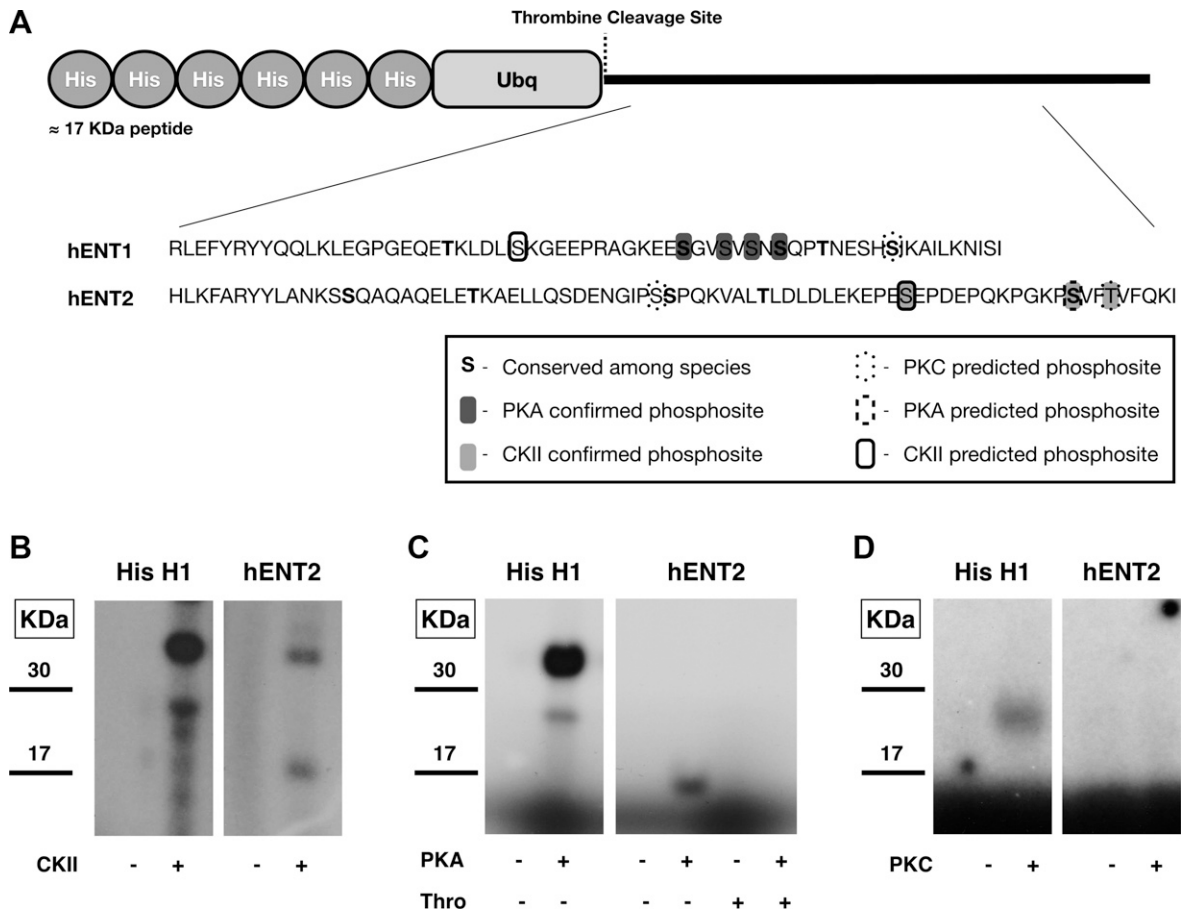 A
Thrombine Cleavage Site
His His His His His His Ubq
≈ 17 KDa peptide
hENT1 RLEFYRYYQQLKLEGPGEQETKLDLSKGEEPRAGKEESGVSVSNSQPTNESHSIKAILKNISI
hENT2 HLKFARYYLANKSSQAQAQELETKAELLQSDENGIPSSPQKVALTLDLDLEKEPESEPDEPQKPGKPSVFTVFQKI
S - Conserved among species
- PKC predicted phosphosite
- PKA confirmed phosphosite
- PKA predicted phosphosite
- CKII confirmed phosphosite
- CKII predicted phosphosite
B
His H1 hENT2
KDa
30
17
CKII - + - +
C
His H1 hENT2
KDa
30
17
PKA - + - + - +
Thro - - - - + +
D
His H1 hENT2
KDa
30
17
PKC - + - +